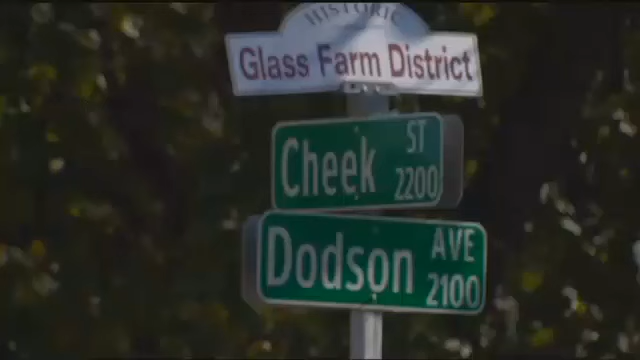 HISTORIC
Glass Farm District
Cheek ST 2200
Dodson AVE 2100